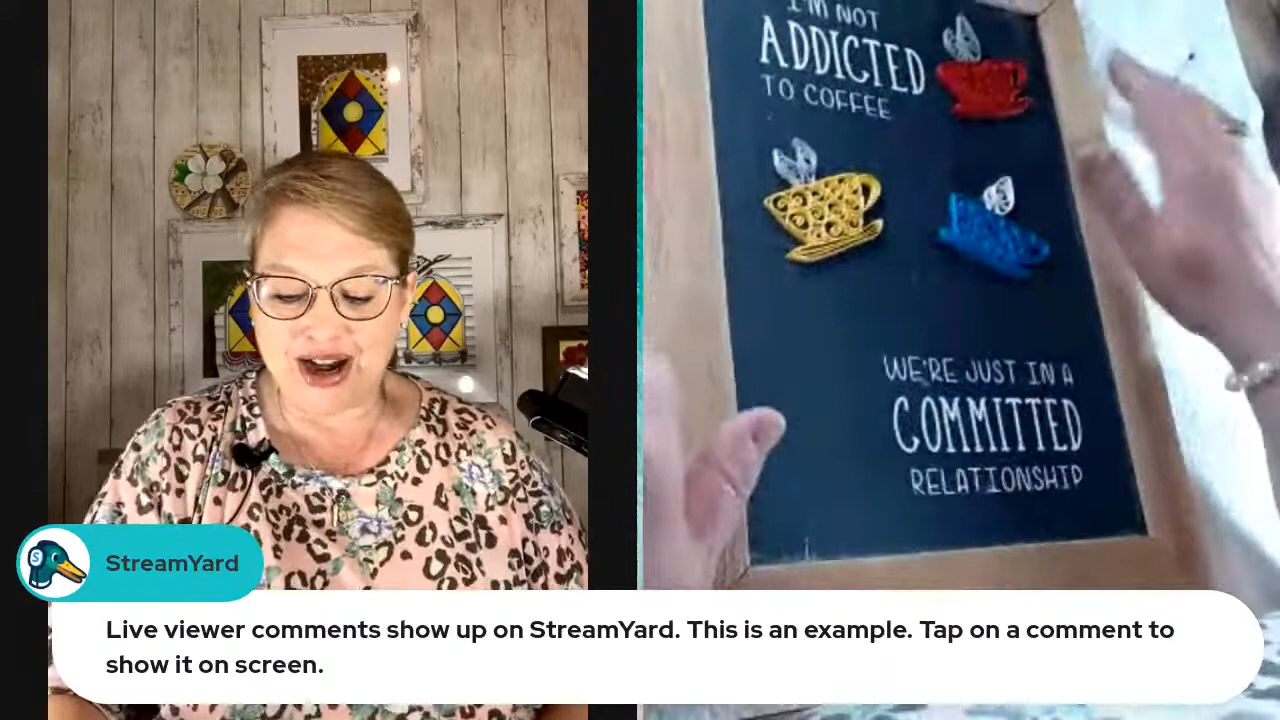 I'M NOT
ADDICTED
TO COFFEE
WE'RE JUST IN A
COMMITTED
RELATIONSHIP
StreamYard
Live viewer comments show up on StreamYard. This is an example. Tap on a comment to
show it on screen.